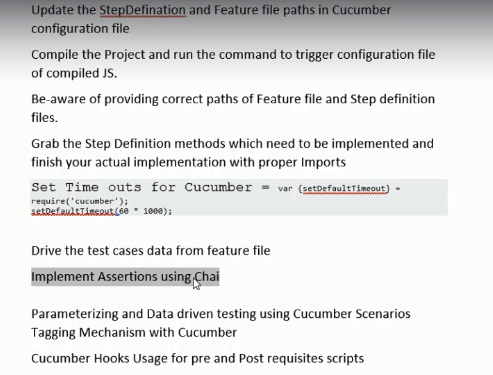 Update the StepDefination and Feature file paths in Cucumber
configuration file
Compile the Project and run the command to trigger configuration file
of compiled JS.
Be-aware of providing correct paths of Feature file and Step definition
files.
Grab the Step Definition methods which need to be implemented and
finish your actual implementation with proper Imports
Set Time outs for Cucumber = var {setDefaultTimeout} =
require('cucumber');
setDefaultTimeout(60 * 1000);
Drive the test cases data from feature file
Implement Assertions using Chai
Parameterizing and Data driven testing using Cucumber Scenarios
Tagging Mechanism with Cucumber
Cucumber Hooks Usage for pre and Post requisites scripts